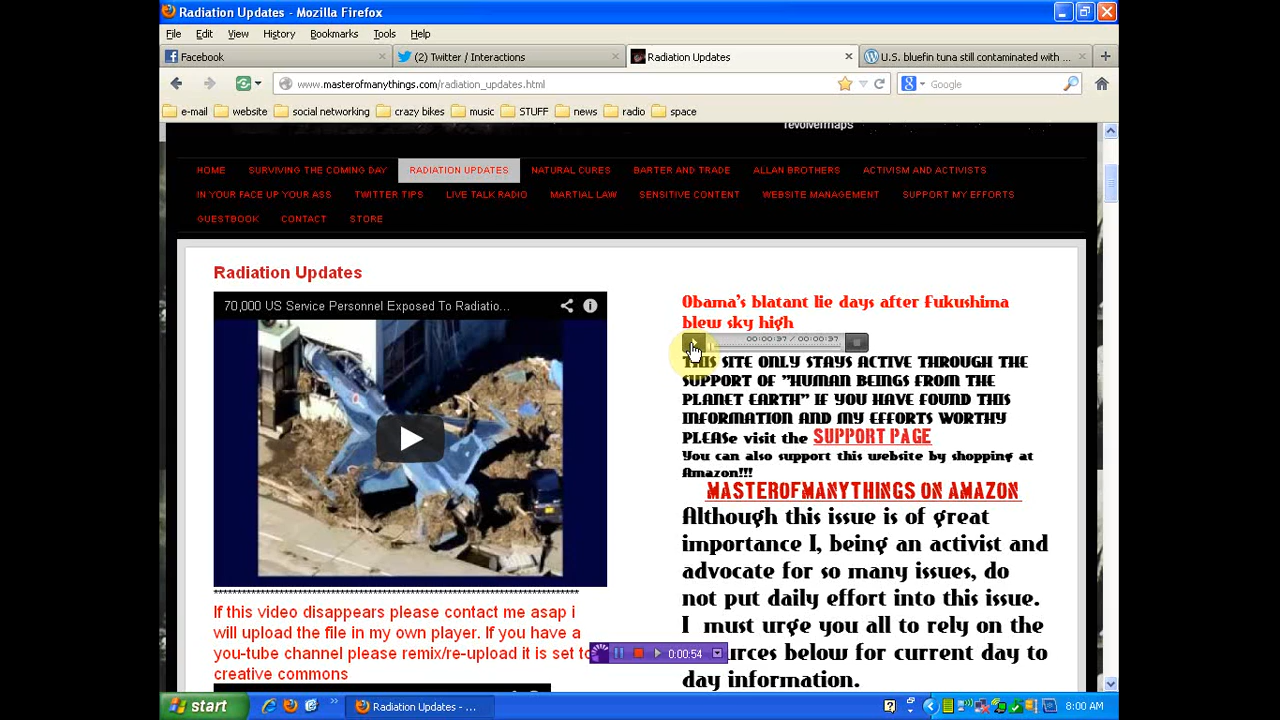 Radiation Updates - Mozilla Firefox
File Edit View History Bookmarks Tools Help
Facebook
(2) Twitter / Interactions
Radiation Updates
U.S. bluefin tuna still contaminated with ...
www.masterofmanythings.com/radiation_updates.html
Google
e-mail website social networking crazy bikes music STUFF news radio space
revolvermaps
HOME SURVIVING THE COMING DAY RADIATION UPDATES NATURAL CURES BARTER AND TRADE ALLAN BROTHERS ACTIVISM AND ACTIVISTS
IN YOUR FACE UP YOUR ASS TWITTER TIPS LIVE TALK RADIO MARTIAL LAW SENSITIVE CONTENT WEBSITE MANAGEMENT SUPPORT MY EFFORTS
GUESTBOOK CONTACT STORE
Radiation Updates
70,000 US Service Personnel Exposed To Radiatio...
***********************************************************************
If this video disappears please contact me asap i
will upload the file in my own player. If you have a
you-tube channel please remix/re-upload it is set to
creative commons
Obama's blatant lie days after fukushima
blew sky high
00:00:37 / 00:00:37
THIS SITE ONLY STAYS ACTIVE THROUGH THE
SUPPORT OF "HUMAN BEINGS FROM THE
PLANET EARTH" IF YOU HAVE FOUND THIS
INFORMATION AND MY EFFORTS WORTHY
PLEASe visit the SUPPORT PAGE
You can also support this website by shopping at
Amazon!!!
MASTEROFMANYTHINGS ON AMAZON
Although this issue is of great
importance I, being an activist and
advocate for so many issues, do
not put daily effort into this issue.
I must urge you all to rely on the
urces below for current day to
day information.
0:00:54
start
Radiation Updates - ...
8:00 AM